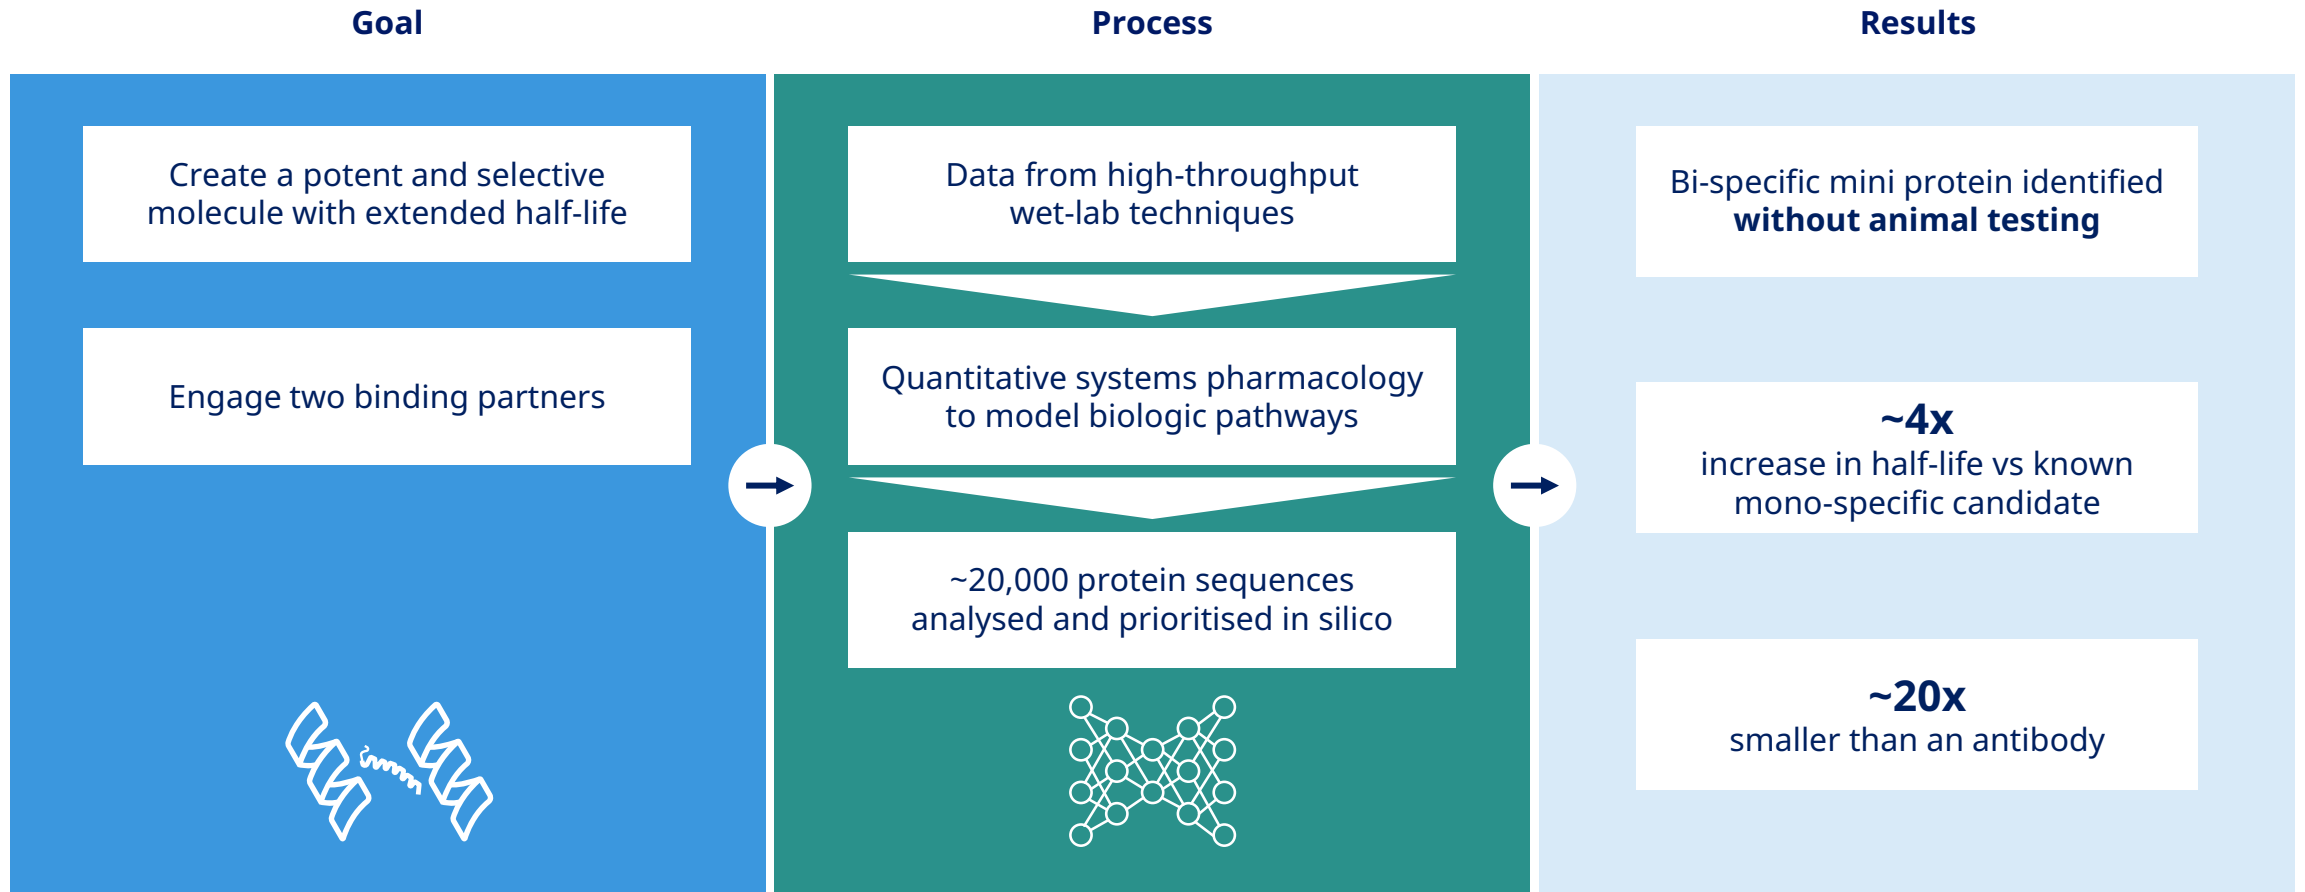 Goal
Create a potent and selective
molecule with extended half-life
Engage two binding partners
Process
Data from high-throughput
wet-lab techniques
Quantitative systems pharmacology
to model biologic pathways
~20,000 protein sequences
analysed and prioritised in silico
Results
Bi-specific mini protein identified
without animal testing
~4x
increase in half-life vs known
mono-specific candidate
~20x
smaller than an antibody